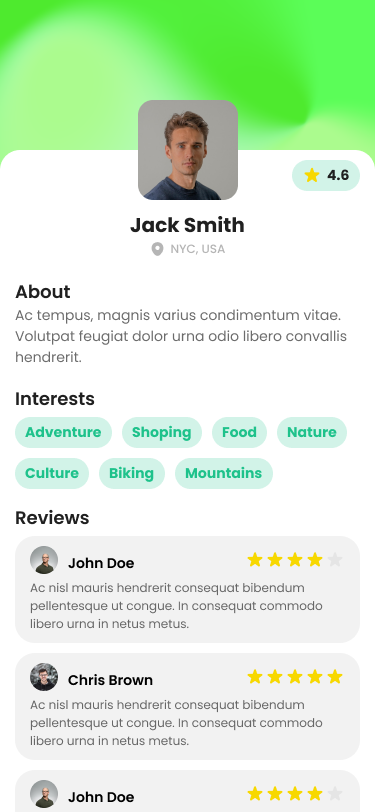 4.6
Jack Smith
NYC, USA
About
Ac tempus, magnis varius condimentum vitae.
Volutpat feugiat dolor urna odio libero convallis
hendrerit.
Interests
Adventure Shoping Food Nature
Culture Biking Mountains
Reviews
John Doe
Ac nisl mauris hendrerit consequat bibendum
pellentesque ut congue. In consequat commodo
libero urna in netus metus.
Chris Brown
Ac nisl mauris hendrerit consequat bibendum
pellentesque ut congue. In consequat commodo
libero urna in netus metus.
John Doe